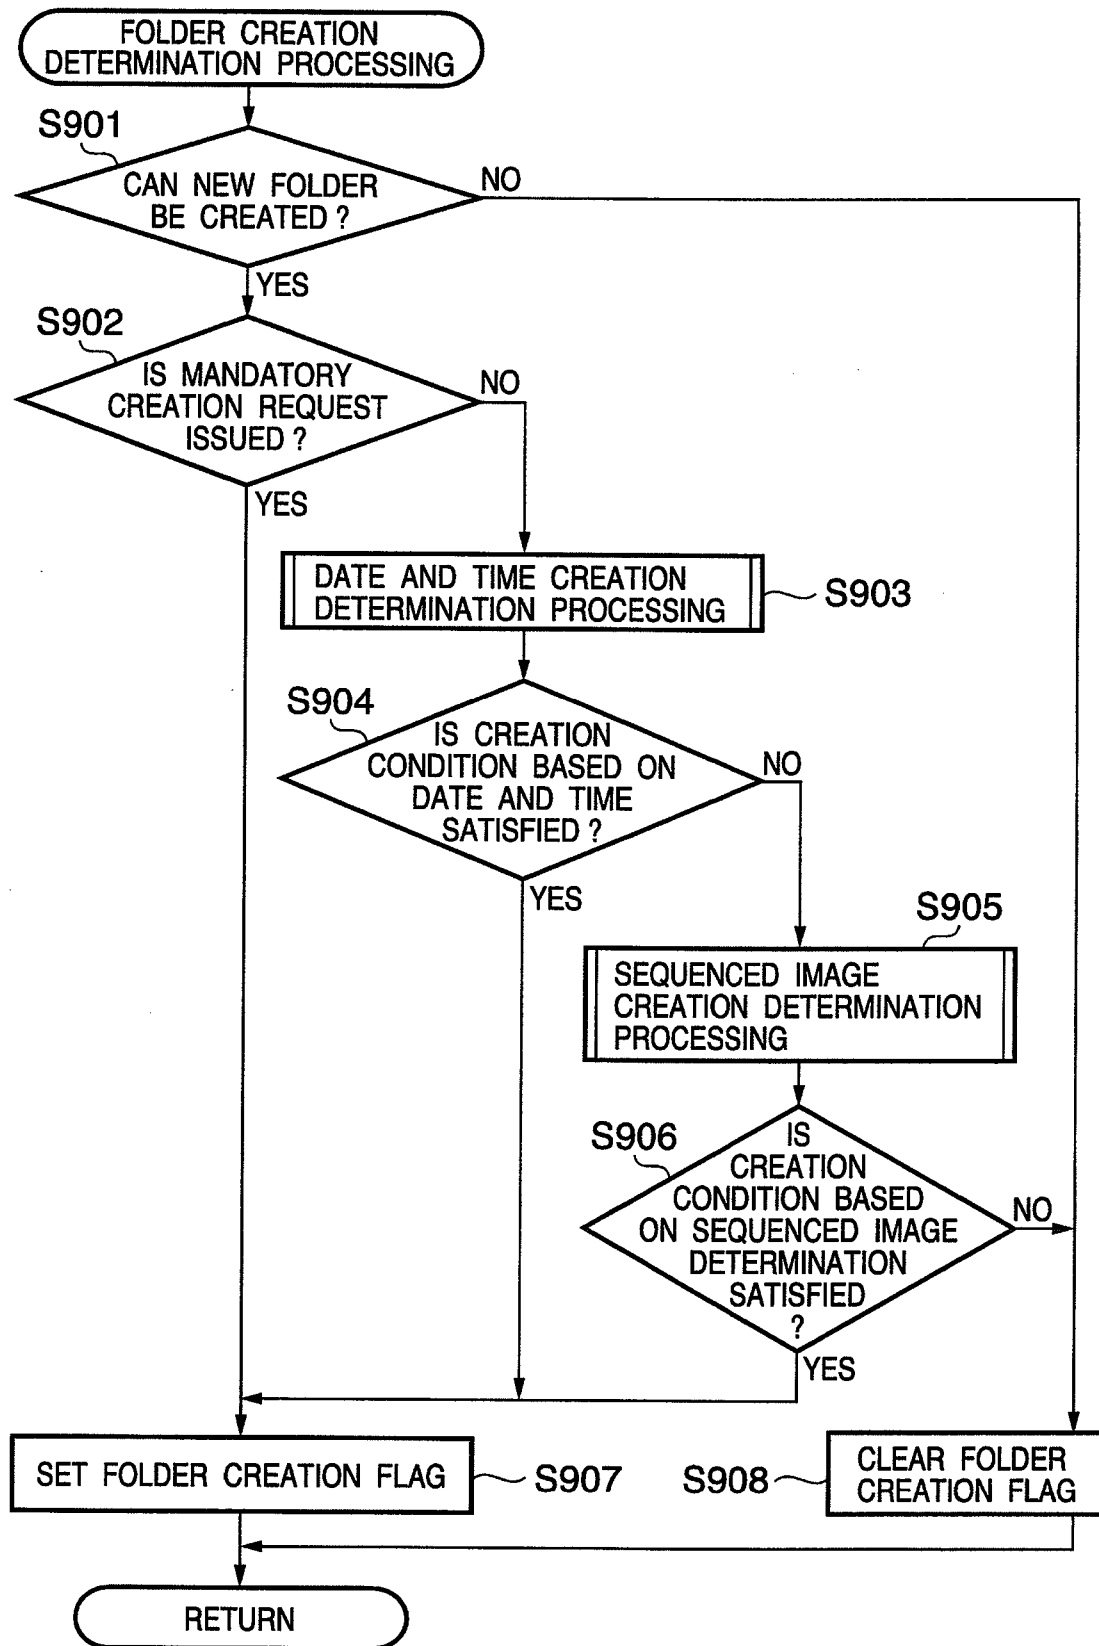 FOLDER CREATION
DETERMINATION PROCESSING
S901
CAN NEW FOLDER
BE CREATED ?
NO
YES
S902
IS MANDATORY
CREATION REQUEST
ISSUED ?
NO
YES
DATE AND TIME CREATION
DETERMINATION PROCESSING
S903
S904
IS CREATION
CONDITION BASED ON
DATE AND TIME
SATISFIED ?
NO
YES
S905
SEQUENCED IMAGE
CREATION DETERMINATION
PROCESSING
S906
IS
CREATION
CONDITION BASED
ON SEQUENCED IMAGE
DETERMINATION
SATISFIED
?
NO
YES
SET FOLDER CREATION FLAG
S907
S908
CLEAR FOLDER
CREATION FLAG
RETURN